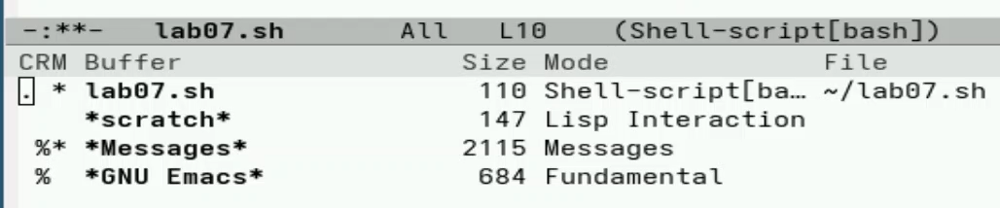 -:**-  lab07.sh  All  L10  (Shell-script[bash])
CRM Buffer  Size Mode  File
. * lab07.sh  110 Shell-script[ba… ~/lab07.sh
*scratch*  147 Lisp Interaction
%* *Messages*  2115 Messages
%  *GNU Emacs*  684 Fundamental